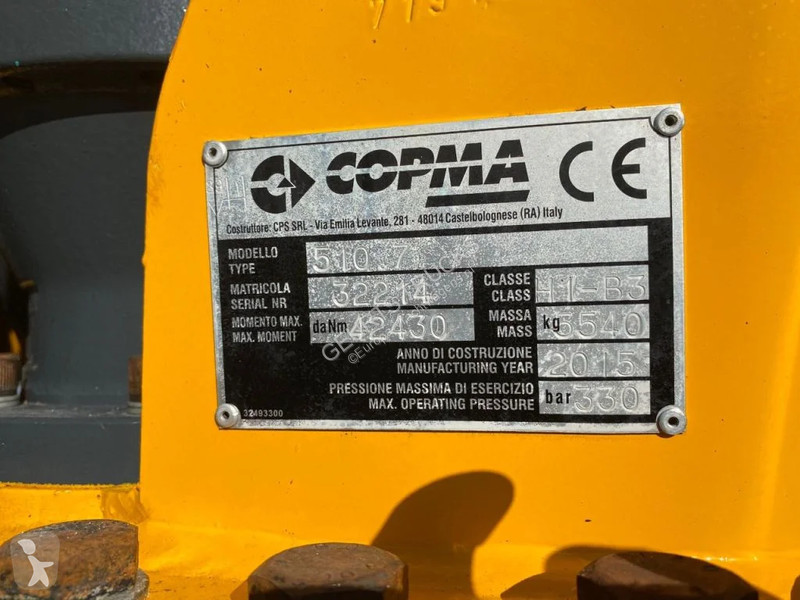 COPMA CE
Costruttore: CPS SRL - Via Emilia Levante, 281 - 48014 Castelbolognese (RA) Italy
MODELLO
TYPE
510.7
MATRICOLA
SERIAL NR
32214
CLASSE
CLASS
H1-B3
MOMENTO MAX.
MAX. MOMENT
daNm 42430
MASSA
MASS
kg 5540
ANNO DI COSTRUZIONE
MANUFACTURING YEAR
2015
PRESSIONE MASSIMA DI ESERCIZIO
MAX. OPERATING PRESSURE
bar 330
32493300